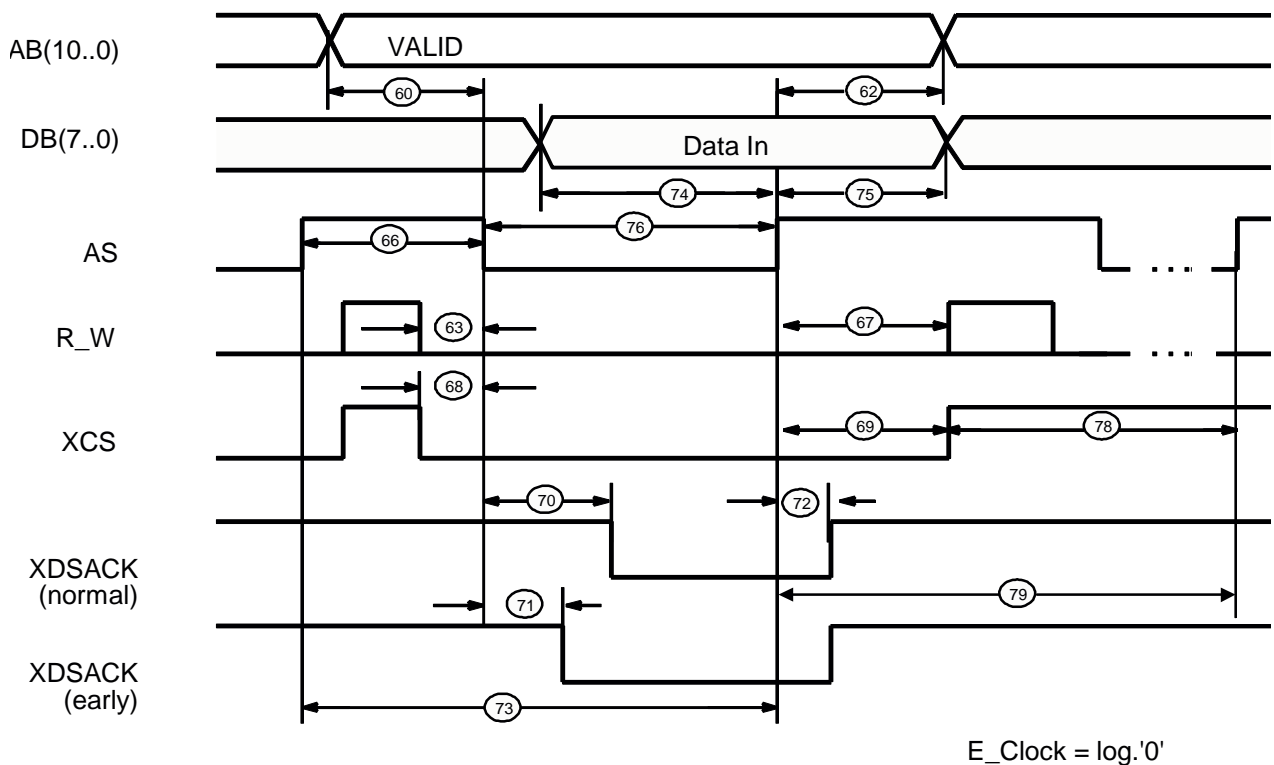 AB(10..0)
VALID
60
62
DB(7..0)
Data In
74
75
76
66
AS
63
67
R_W
68
XCS
69
78
70
72
XDSACK
(normal)
71
79
XDSACK
(early)
73
E_Clock = log.'0'